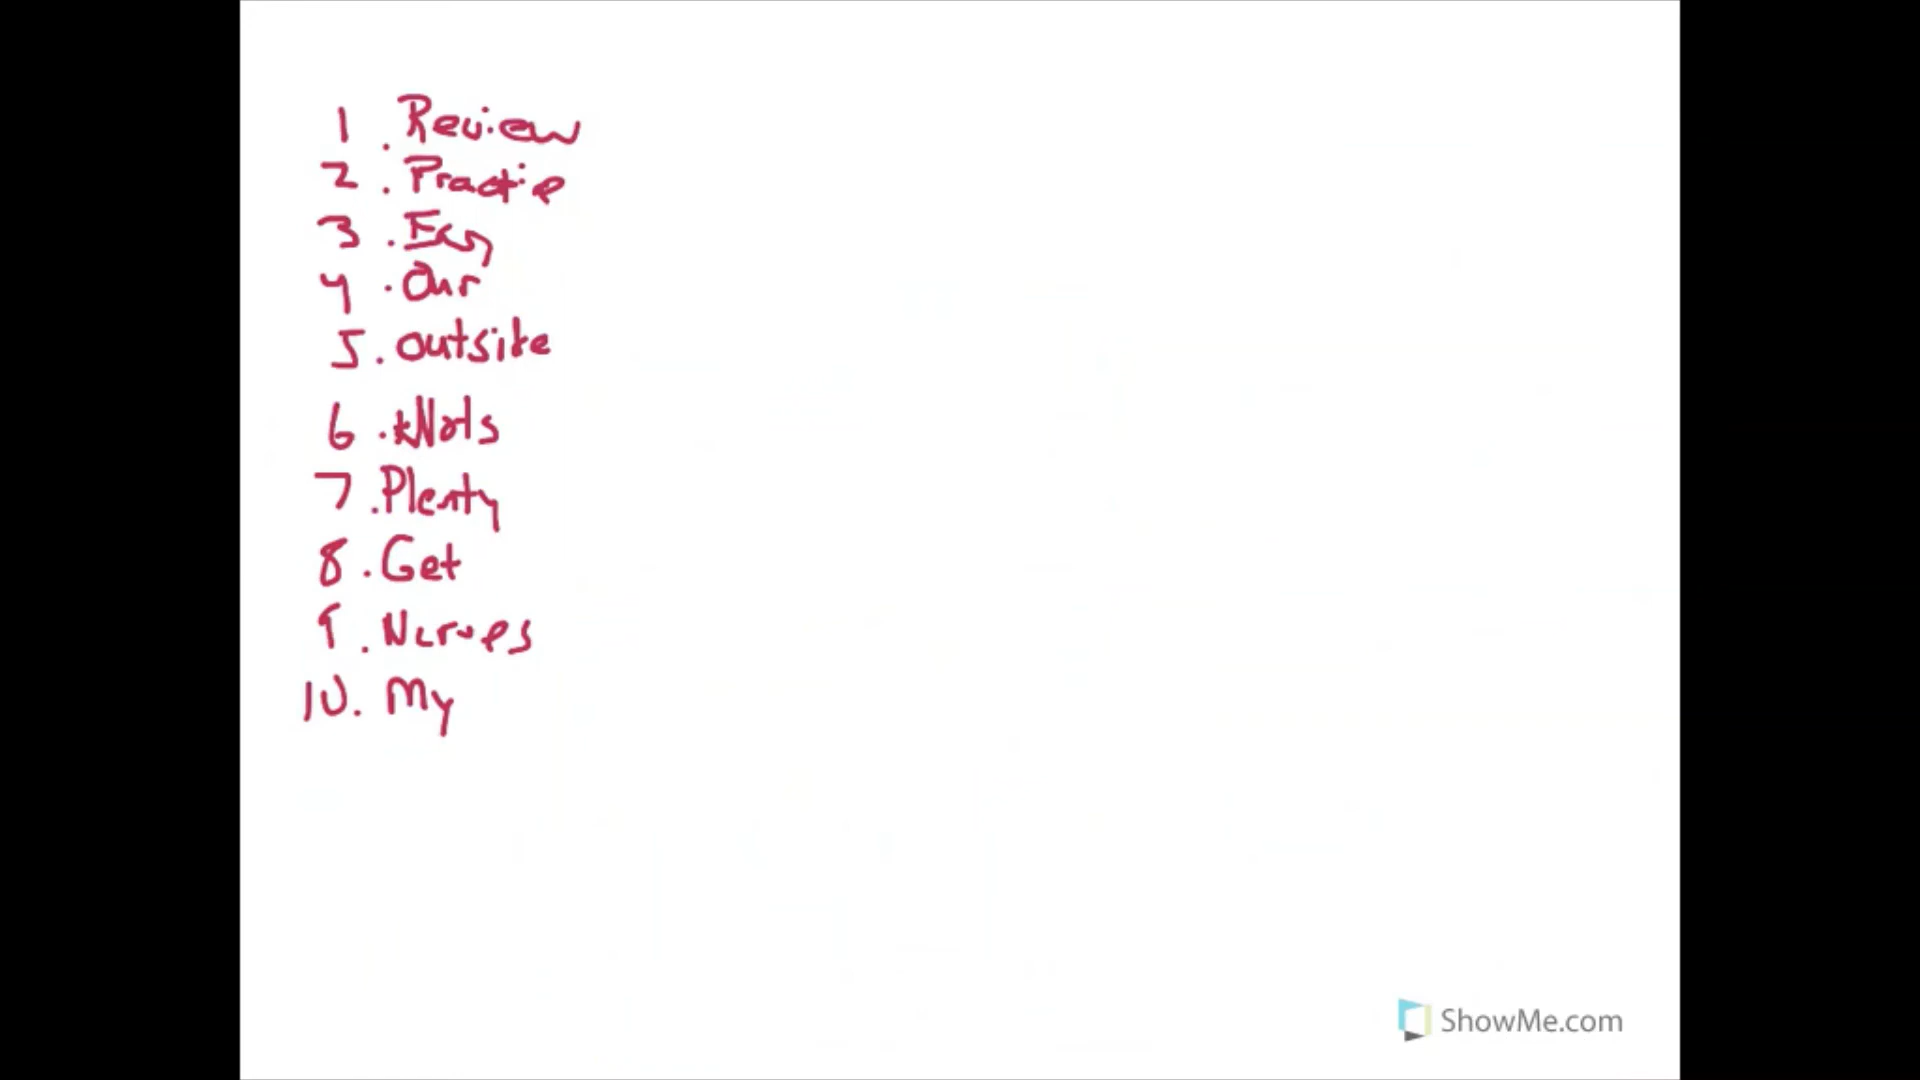 1. Review
2. Practie
3. Easy
4. Our
5. outsite
6. kNots
7. Plenty
8. Get
9. Nerves
10. My
ShowMe.com